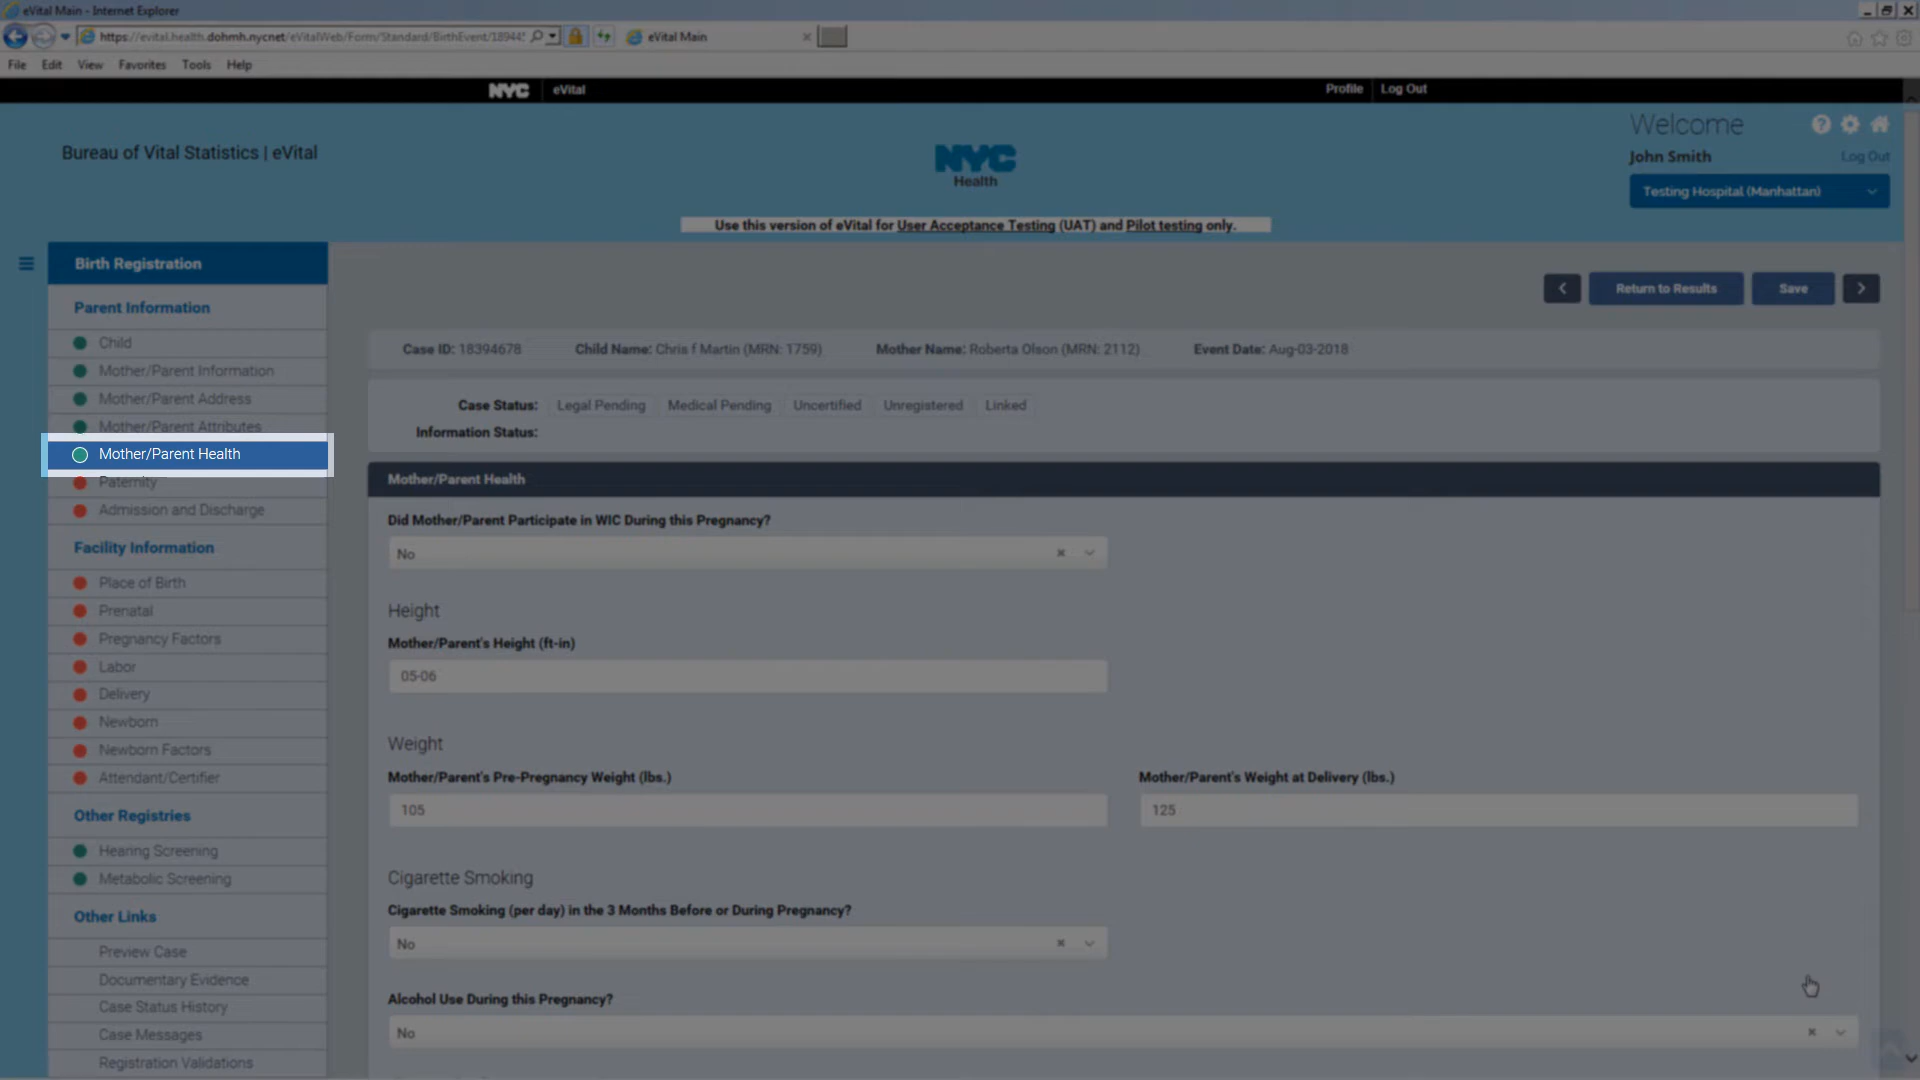 eVital Main - Internet Explorer
https://evital.health.dohmh.nycnet/eVitalWeb/Form/Standard/BirthEvent/18944
eVital Main
File Edit View Favorites Tools Help
NYC eVital Profile Log Out
Welcome
Bureau of Vital Statistics | eVital
NYC
Health
John Smith Log Out
Testing Hospital (Manhattan)
Use this version of eVital for User Acceptance Testing (UAT) and Pilot testing only.
Birth Registration
Return to Results Save
Parent Information
Child
Mother/Parent Information
Mother/Parent Address
Mother/Parent Attributes
Mother/Parent Health
Paternity
Admission and Discharge
Facility Information
Place of Birth
Prenatal
Pregnancy Factors
Labor
Delivery
Newborn
Newborn Factors
Attendant/Certifier
Other Registries
Hearing Screening
Metabolic Screening
Other Links
Preview Case
Documentary Evidence
Case Status History
Case Messages
Registration Validations
Case ID: 18394678 Child Name: Chris f Martin (MRN: 1759) Mother Name: Roberta Olson (MRN: 2112) Event Date: Aug-03-2018
Case Status: Legal Pending Medical Pending Uncertified Unregistered Linked
Information Status:
Mother/Parent Health
Did Mother/Parent Participate in WIC During this Pregnancy?
No
Height
Mother/Parent's Height (ft-in)
05-06
Weight
Mother/Parent's Pre-Pregnancy Weight (lbs.) Mother/Parent's Weight at Delivery (lbs.)
105 125
Cigarette Smoking
Cigarette Smoking (per day) in the 3 Months Before or During Pregnancy?
No
Alcohol Use During this Pregnancy?
No